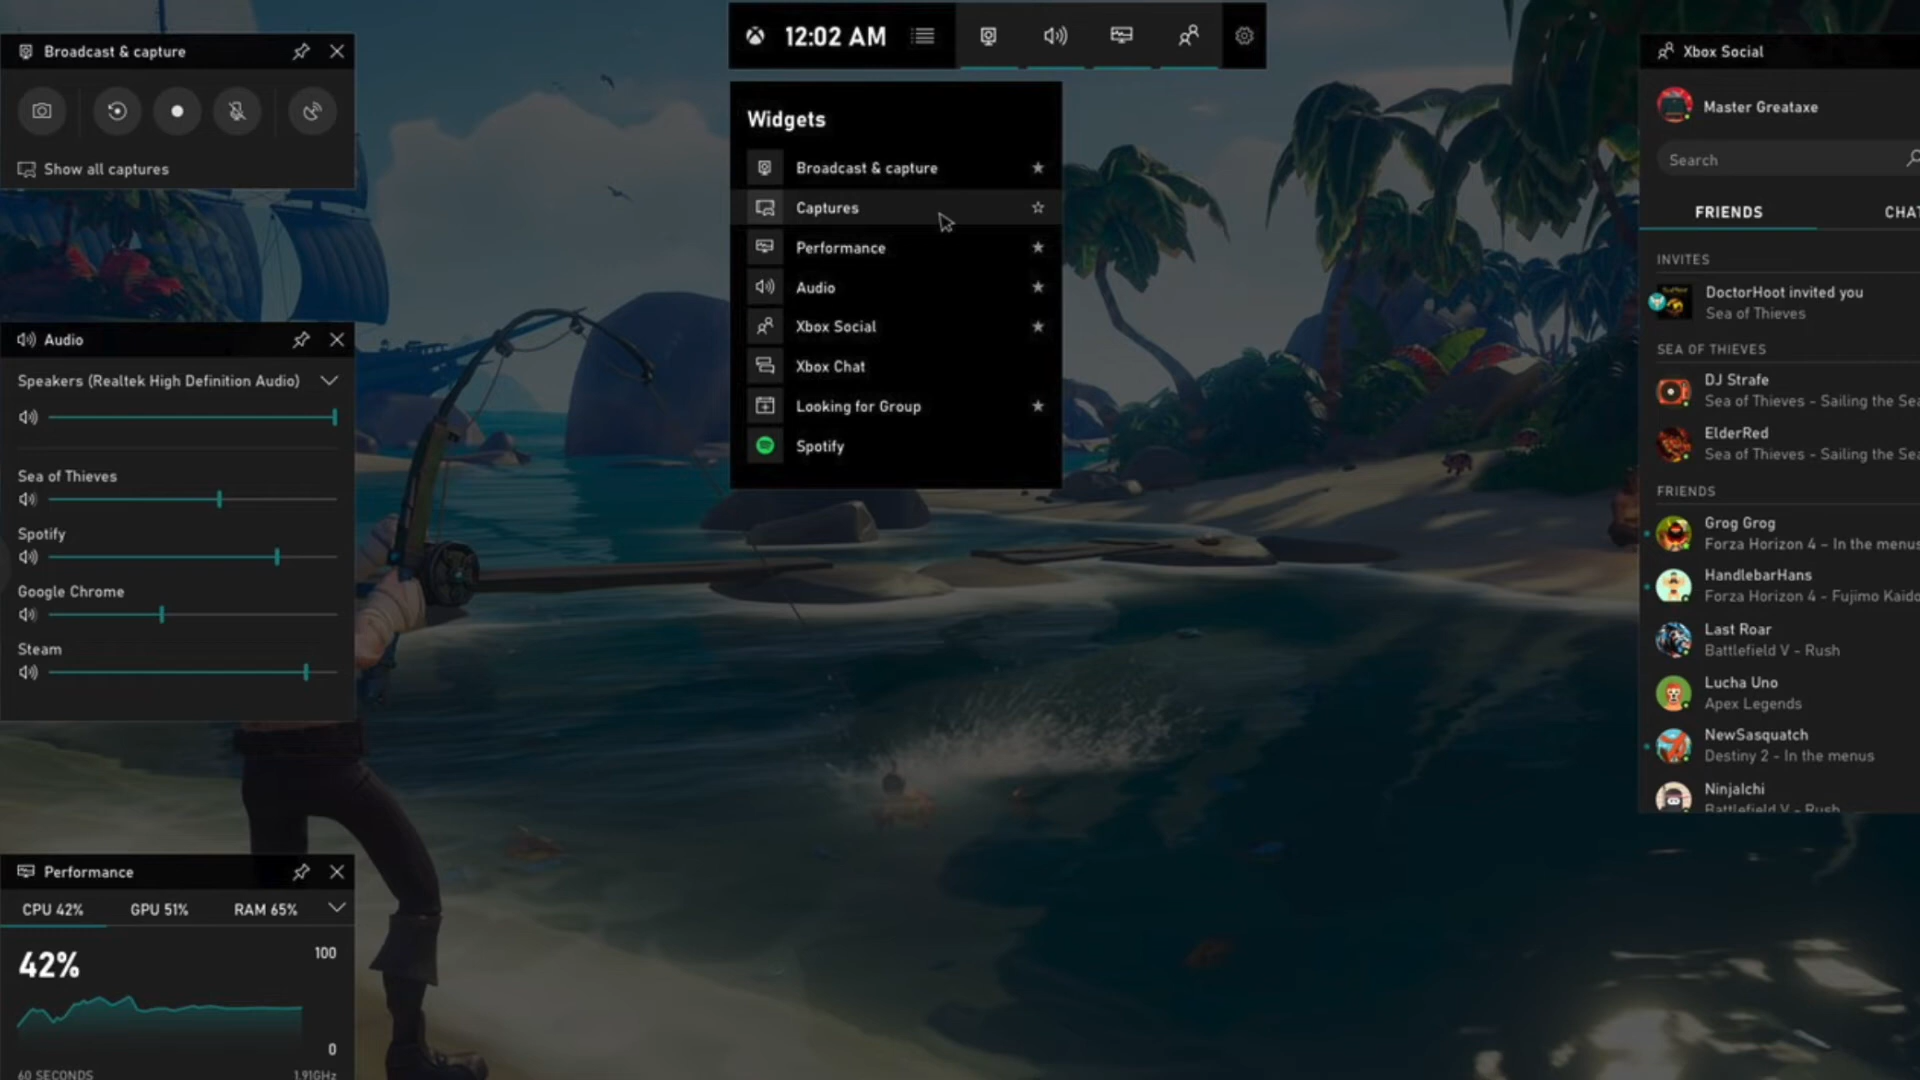 Broadcast & capture
Show all captures
Audio
Speakers (Realtek High Definition Audio)
Sea of Thieves
Spotify
Google Chrome
Steam
Performance
CPU 42%
GPU 51%
RAM 65%
42%
100
0
60 SECONDS
1.91GHz
12:02 AM
Widgets
Broadcast & capture
Captures
Performance
Audio
Xbox Social
Xbox Chat
Looking for Group
Spotify
Xbox Social
Master Greataxe
Search
FRIENDS
CHAT
INVITES
DoctorHoot invited you
Sea of Thieves
SEA OF THIEVES
DJ Strafe
Sea of Thieves - Sailing the Sea
ElderRed
Sea of Thieves - Sailing the Sea
FRIENDS
Grog Grog
Forza Horizon 4 – In the menus
HandlebarHans
Forza Horizon 4 - Fujimo Kaido
Last Roar
Battlefield V - Rush
Lucha Uno
Apex Legends
NewSasquatch
Destiny 2 - In the menus
NinjaIchi
Battlefield V - Rush